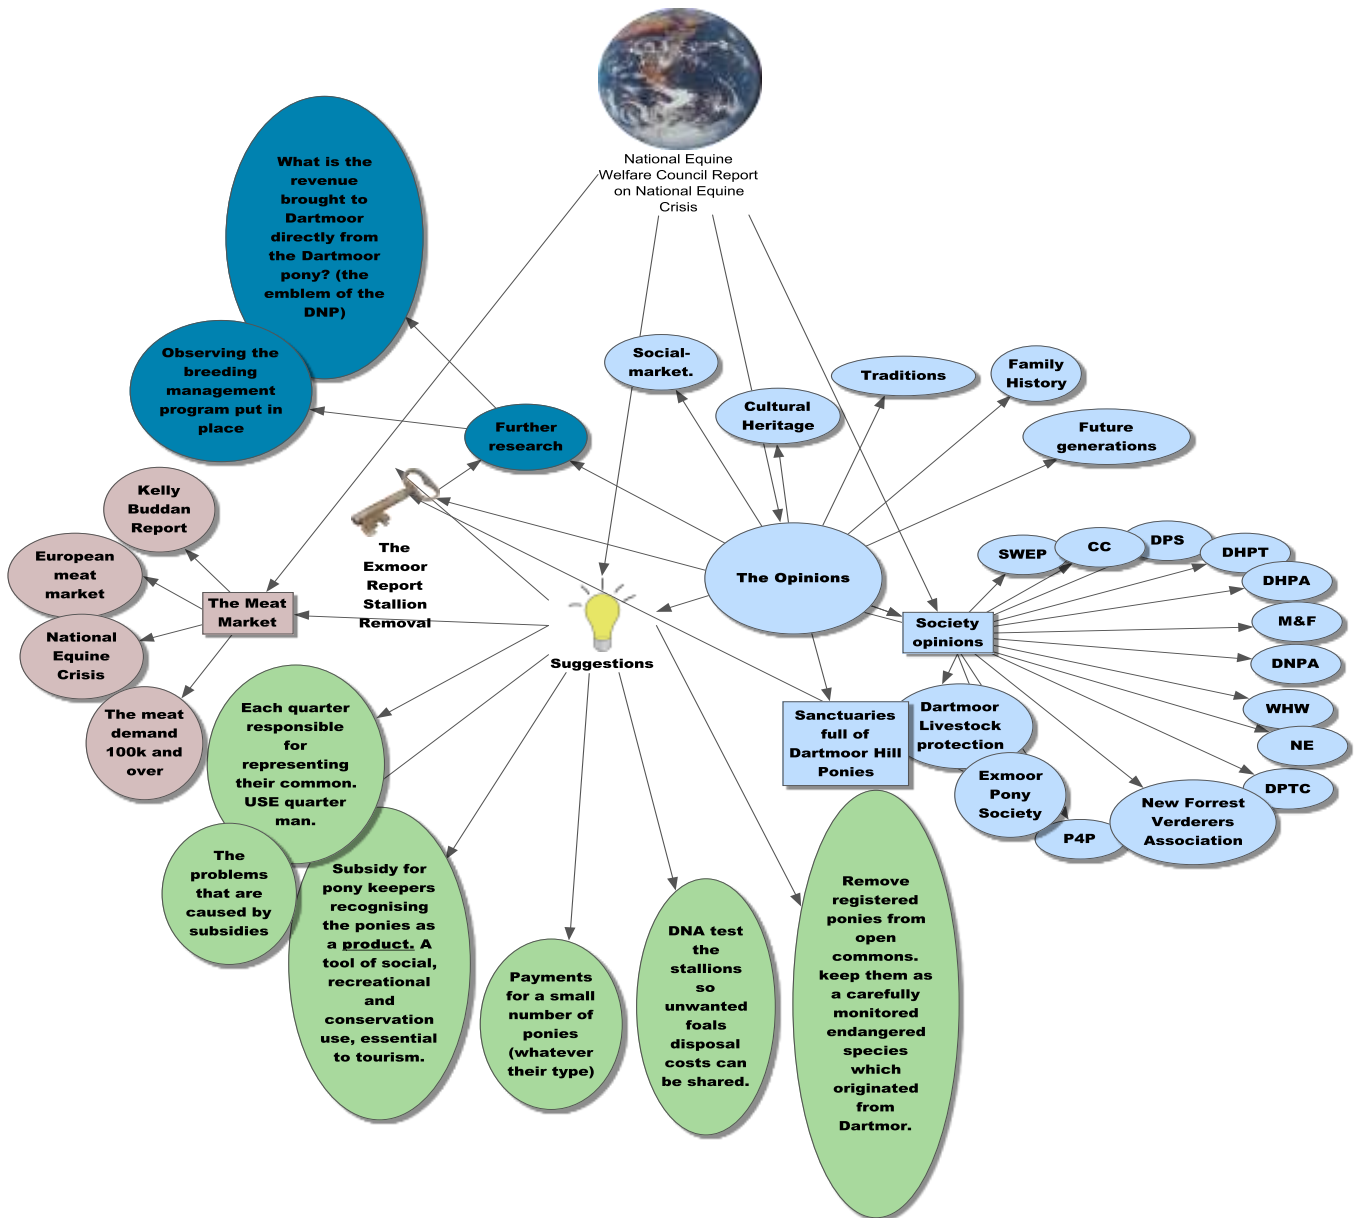 National Equine
Welfare Council Report
on National Equine
Crisis
What is the
revenue
brought to
Dartmoor
directly from
the Dartmoor
pony? (the
emblem of the
DNP)
Observing the
breeding
management
program put in
place
Further
research
Social-
market.
Cultural
Heritage
Traditions
Family
History
Future
generations
Kelly
Buddan
Report
European
meat
market
National
Equine
Crisis
The meat
demand
100k and
over
The Meat
Market
The
Exmoor
Report
Stallion
Removal
Suggestions
The Opinions
Society
opinions
SWEP
CC
DPS
DHPT
DHPA
M&F
DNPA
WHW
NE
DPTC
New Forrest
Verderers
Association
P4P
Exmoor
Pony
Society
Dartmoor
Livestock
protection
Sanctuaries
full of
Dartmoor Hill
Ponies
Each quarter
responsible
for
representing
their common.
USE quarter
man.
The
problems
that are
caused by
subsidies
Subsidy for
pony keepers
recognising
the ponies as
a product. A
tool of social,
recreational
and
conservation
use, essential
to tourism.
Payments
for a small
number of
ponies
(whatever
their type)
DNA test
the
stallions
so
unwanted
foals
disposal
costs can
be shared.
Remove
registered
ponies from
open
commons.
keep them as
a carefully
monitored
endangered
species
which
originated
from
Dartmor.